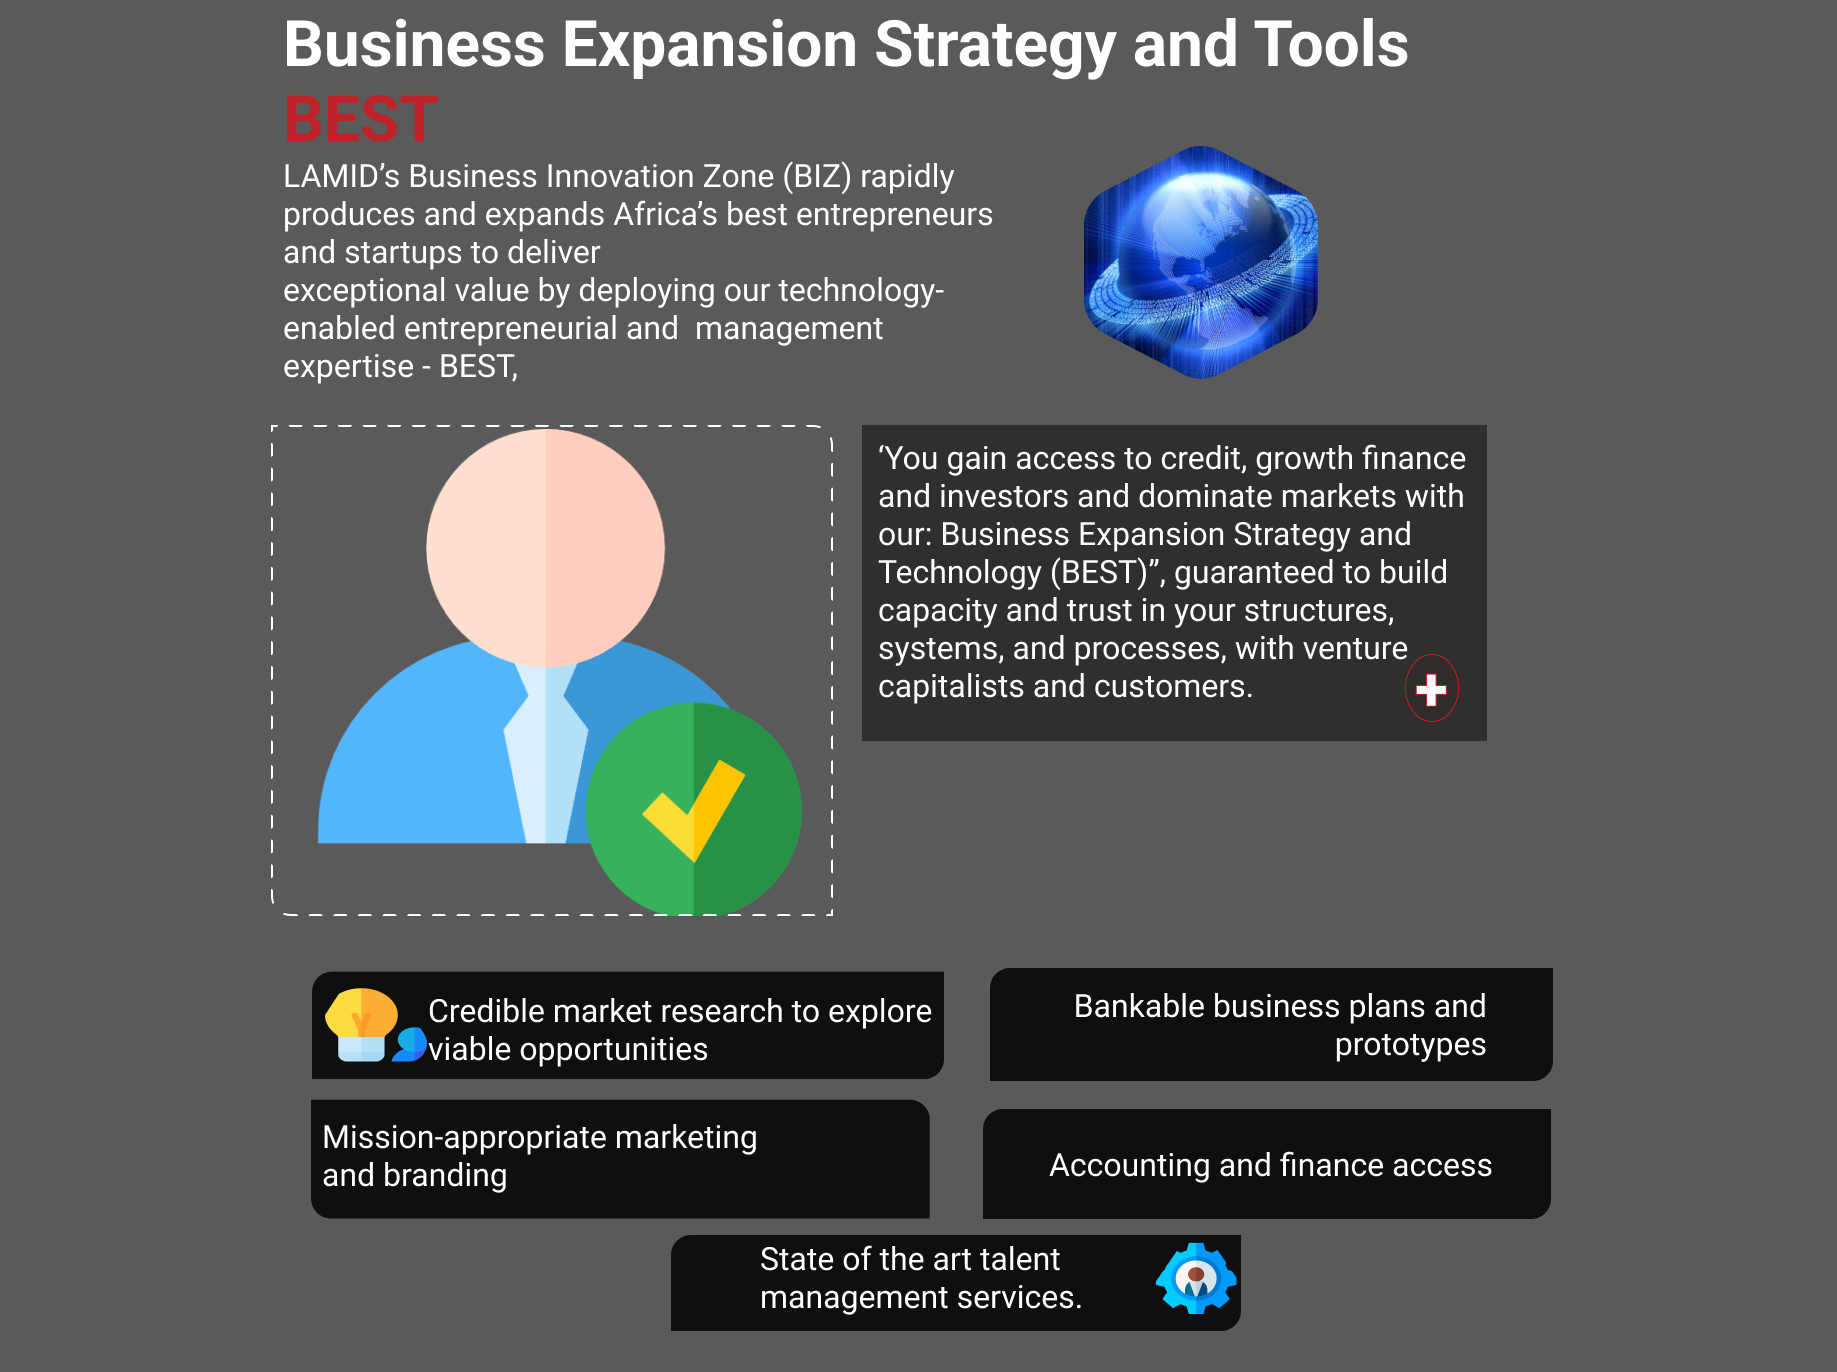 Business Expansion Strategy and Tools
BEST
LAMID’s Business Innovation Zone (BIZ) rapidly
produces and expands Africa’s best entrepreneurs
and startups to deliver
exceptional value by deploying our technology-
enabled entrepreneurial and  management
expertise - BEST,
‘You gain access to credit, growth finance
and investors and dominate markets with
our: Business Expansion Strategy and
Technology (BEST)”, guaranteed to build
capacity and trust in your structures,
systems, and processes, with venture
capitalists and customers.
Credible market research to explore
viable opportunities
Bankable business plans and
prototypes
Mission-appropriate marketing
and branding
Accounting and finance access
State of the art talent
management services.